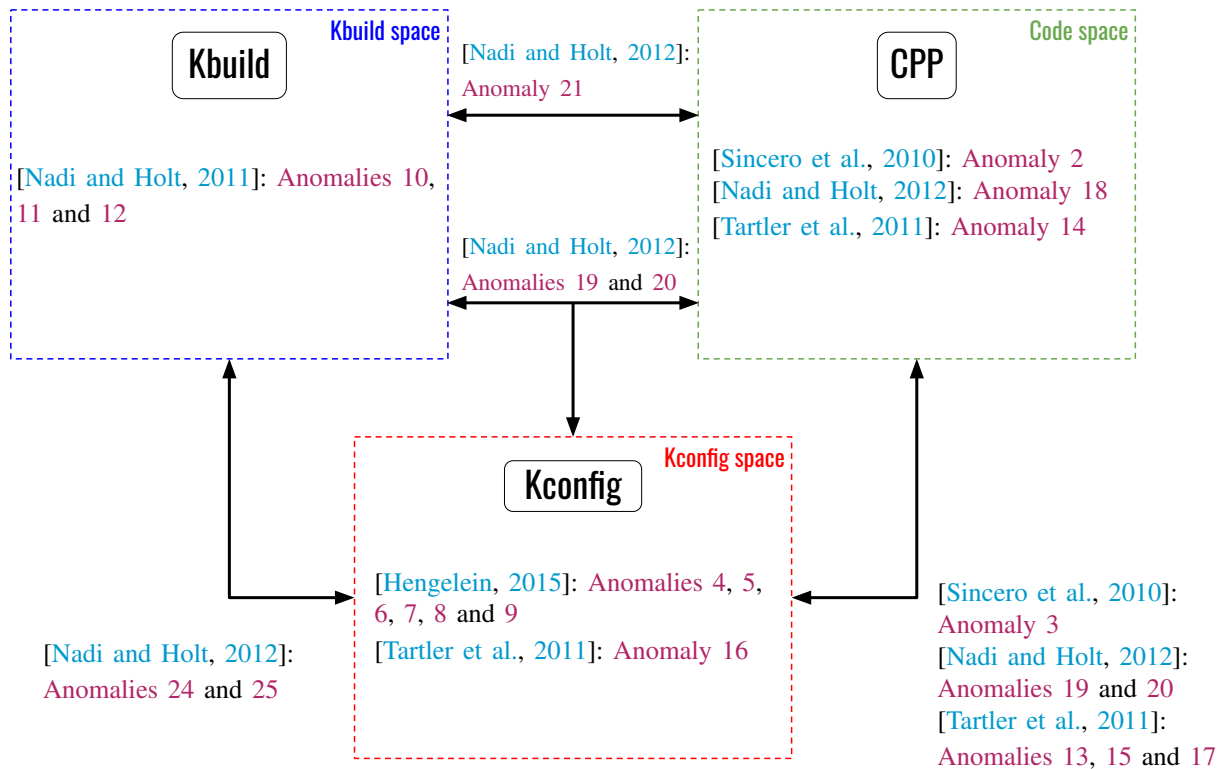 Kbuild space
Kbuild
[Nadi and Holt, 2011]: Anomalies 10,
11 and 12
[Nadi and Holt, 2012]:
Anomaly 21
[Nadi and Holt, 2012]:
Anomalies 19 and 20
Code space
CPP
[Sincero et al., 2010]: Anomaly 2
[Nadi and Holt, 2012]: Anomaly 18
[Tartler et al., 2011]: Anomaly 14
Kconfig space
Kconfig
[Hengelein, 2015]: Anomalies 4, 5,
6, 7, 8 and 9
[Tartler et al., 2011]: Anomaly 16
[Nadi and Holt, 2012]:
Anomalies 24 and 25
[Sincero et al., 2010]:
Anomaly 3
[Nadi and Holt, 2012]:
Anomalies 19 and 20
[Tartler et al., 2011]:
Anomalies 13, 15 and 17